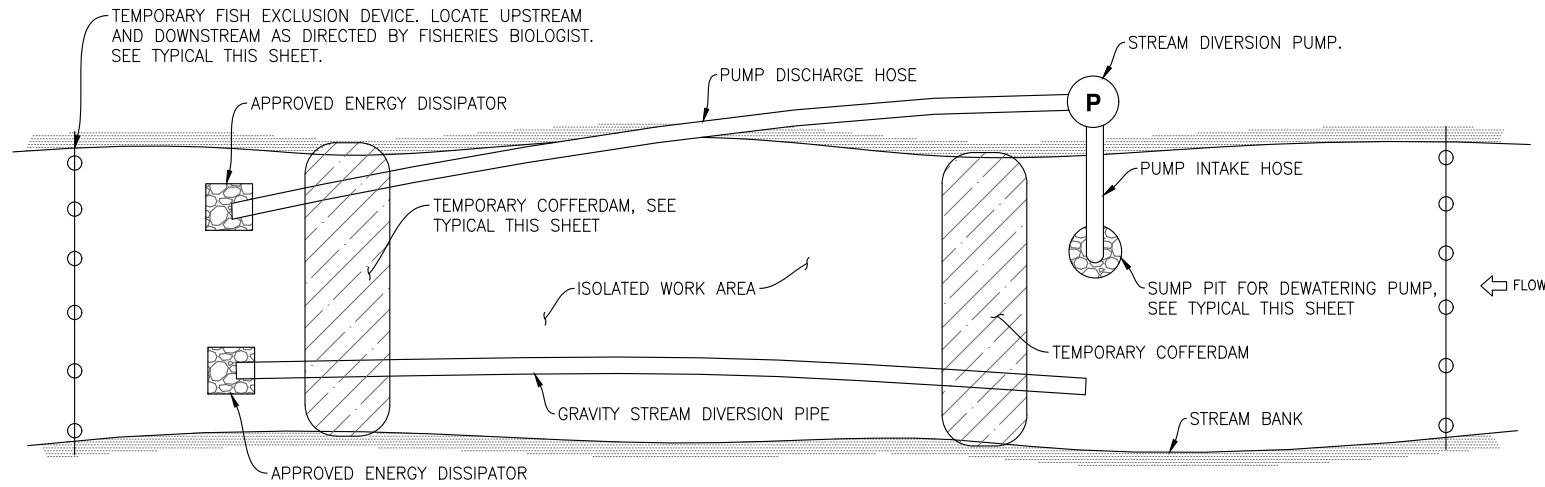 TEMPORARY FISH EXCLUSION DEVICE. LOCATE UPSTREAM
AND DOWNSTREAM AS DIRECTED BY FISHERIES BIOLOGIST.
SEE TYPICAL THIS SHEET.
STREAM DIVERSION PUMP.
PUMP DISCHARGE HOSE
APPROVED ENERGY DISSIPATOR
P
PUMP INTAKE HOSE
TEMPORARY COFFERDAM, SEE
TYPICAL THIS SHEET
ISOLATED WORK AREA
SUMP PIT FOR DEWATERING PUMP,
SEE TYPICAL THIS SHEET
FLOW
TEMPORARY COFFERDAM
GRAVITY STREAM DIVERSION PIPE
STREAM BANK
APPROVED ENERGY DISSIPATOR